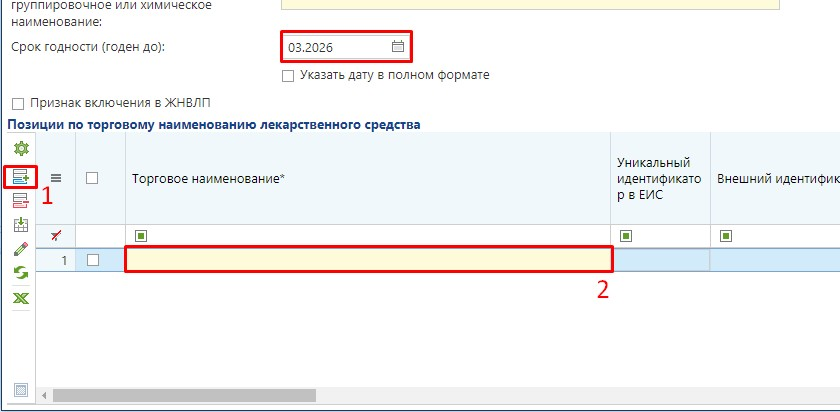 группировочное или химическое
наименование:
Срок годности (годен до):
03.2026
Указать дату в полном формате
Признак включения в ЖНВЛП
Позиции по торговому наименованию лекарственного средства
1
Торговое наименование*
Уникальный
идентификато
р в ЕИС
Внешний идентифик
1
2